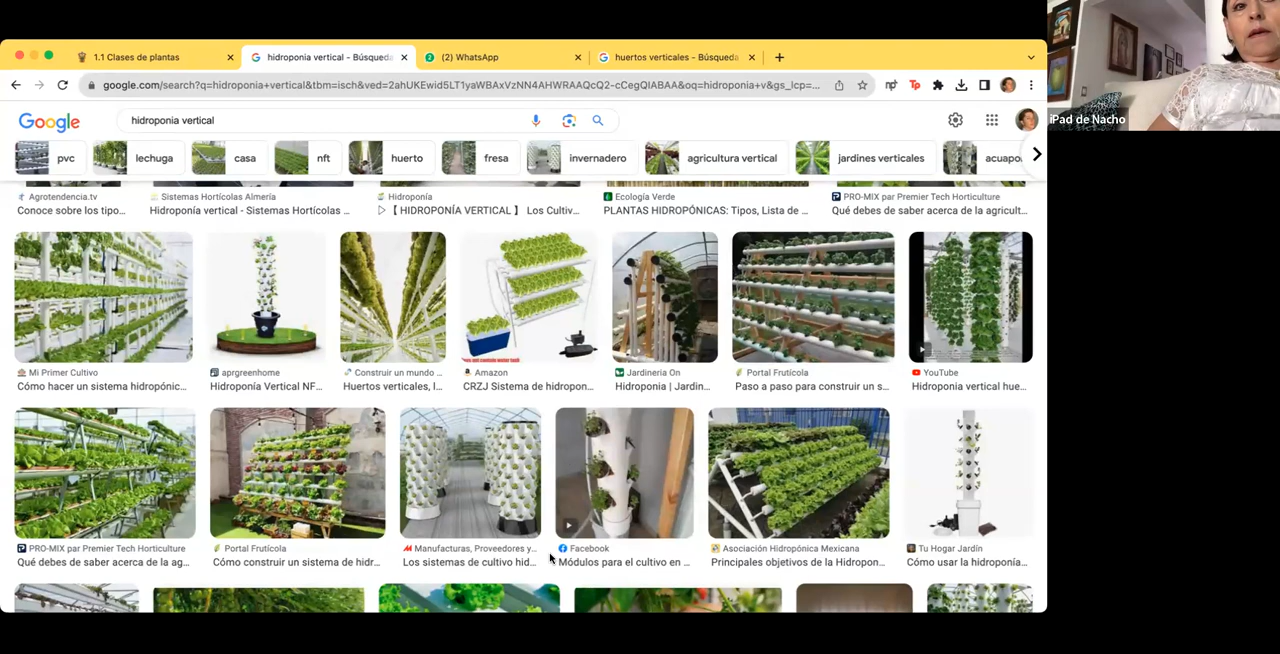 1.1 Clases de plantas
hidroponia vertical - Búsqueda
(2) WhatsApp
huertos verticales - Búsqueda
google.com/search?q=hidroponia+vertical&tbm=isch&ved=2ahUKEwid5LT1yaWBAxVzNN4AHWRAAQcQ2-cCegQIABAA&oq=hidroponia+v&gs_lcp=...
Google
hidroponia vertical
pvc
lechuga
casa
nft
huerto
fresa
invernadero
agricultura vertical
jardines verticales
acuapo
Agrotendencia.tv
Sistemas Hortícolas Almería
Hidroponía
Ecología Verde
PRO-MIX par Premier Tech Horticulture
Conoce sobre los tipo...
Hidroponía vertical - Sistemas Hortícolas ...
▷ 【 HIDROPONÍA VERTICAL 】 Los Cultiv...
PLANTAS HIDROPÓNICAS: Tipos, Lista de ...
Qué debes de saber acerca de la agricult...
Mi Primer Cultivo
aprgreenhome
Construir un mundo ...
Amazon
Jardineria On
Portal Frutícola
YouTube
Cómo hacer un sistema hidropónic...
Hidroponía Vertical NF...
Huertos verticales, l...
CRZJ Sistema de hidropon...
Hidroponia | Jardin...
Paso a paso para construir un s...
Hidroponia vertical hue...
PRO-MIX par Premier Tech Horticulture
Portal Frutícola
Manufacturas, Proveedores y...
Facebook
Asociación Hidropónica Mexicana
Tu Hogar Jardín
Qué debes de saber acerca de la ag...
Cómo construir un sistema de hidr...
Los sistemas de cultivo hid...
Módulos para el cultivo en ...
Principales objetivos de la Hidropon...
Cómo usar la hidroponía...
iPad de Nacho